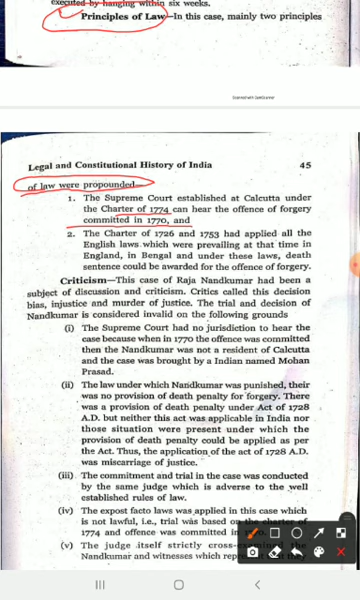 executed by hanging within six weeks.
Principles of Law—In this case, mainly two principles
Legal and Constitutional History of India 45
of law were propounded—
1. The Supreme Court established at Calcutta under
the Charter of 1774 can hear the offence of forgery
committed in 1770, and
2. The Charter of 1726 and 1753 had applied all the
English laws which were prevailing at that time in
England, in Bengal and under these laws, death
sentence could be awarded for the offence of forgery.
Criticism—This case of Raja Nandkumar had been a
subject of discussion and criticism. Critics called this decision
bias, injustice and murder of justice. The trial and decision of
Nandkumar is considered invalid on the following grounds
(i) The Supreme Court had no jurisdiction to hear the
case because when in 1770 the offence was committed
then the Nandkumar was not a resident of Calcutta
and the case was brought by a Indian named Mohan
Prasad.
(ii) The law under which Nandkumar was punished, their
was no provision of death penalty for forgery. There
was a provision of death penalty under Act of 1728
A.D. but neither this act was applicable in India nor
those situation were present under which the
provision of death penalty could be applied as per
the Act. Thus, the application of the act of 1728 A.D.
was miscarriage of justice.
(iii) The commitment and trial in the case was conducted
by the same judge which is adverse to the well
established rules of law.
(iv) The expost facto laws was applied in this case which
is not lawful, i.e., trial was based on the charter of
1774 and offence was committed in
(v) The judge itself strictly the
Nandkumar and witnesses which